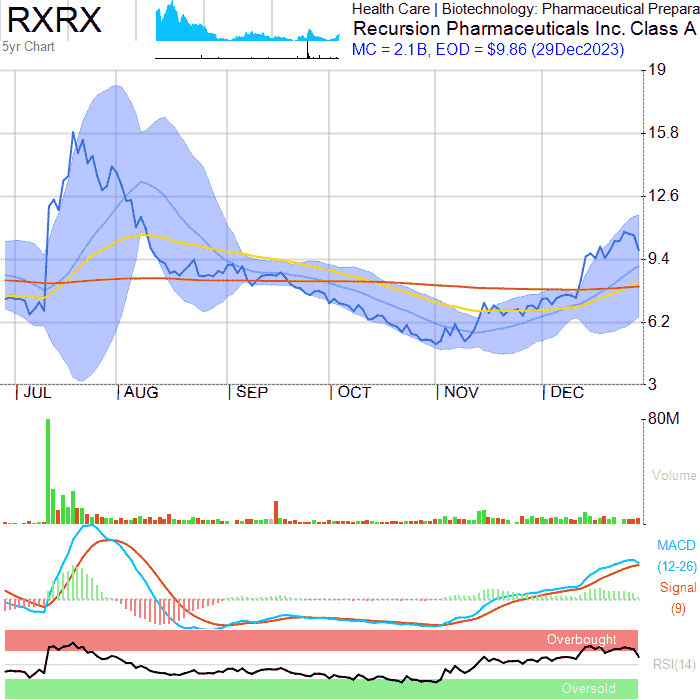 RXRX
5yr Chart
Health Care | Biotechnology: Pharmaceutical Prepara
Recursion Pharmaceuticals Inc. Class A
MC = 2.1B, EOD = $9.86 (29Dec2023)
19
15.8
12.6
9.4
6.2
3
JUL AUG SEP OCT NOV DEC
80M
Volume
MACD
(12-26)
Signal
(9)
Overbought
RSI(14)
Oversold